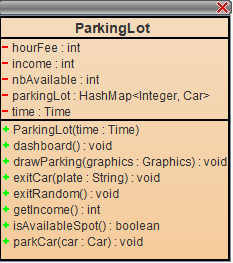 ParkingLot
- hourFee : int
- income : int
- nbAvailable : int
- parkingLot : HashMap<Integer, Car>
- time : Time
+ ParkingLot(time : Time)
+ dashboard() : void
+ drawParking(graphics : Graphics) : void
+ exitCar(plate : String) : void
+ exitRandom() : void
+ getIncome() : int
+ isAvailableSpot() : boolean
+ parkCar(car : Car) : void